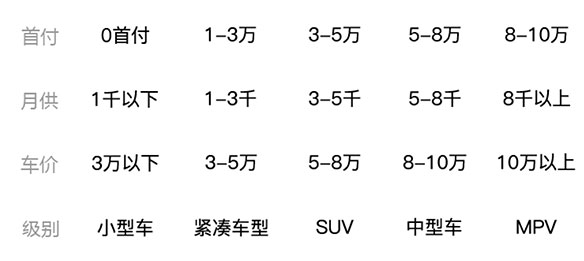 首付 0首付 1-3万 3-5万 5-8万 8-10万
月供 1千以下 1-3千 3-5千 5-8千 8千以上
车价 3万以下 3-5万 5-8万 8-10万 10万以上
级别 小型车 紧凑车型 SUV 中型车 MPV